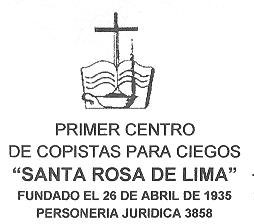 PRIMER CENTRO
DE COPISTAS PARA CIEGOS
“SANTA ROSA DE LIMA”
FUNDADO EL 26 DE ABRIL DE 1935
PERSONERIA JURIDICA 3858